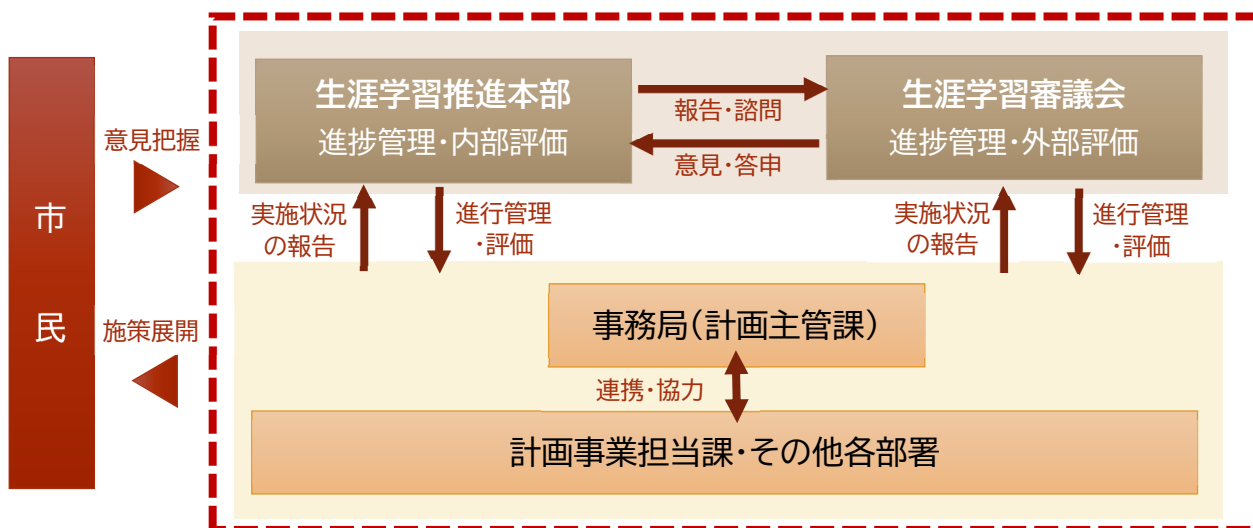 市
民
意見把握
施策展開
生涯学習推進本部
進捗管理・内部評価
報告・諮問
意見・答申
生涯学習審議会
進捗管理・外部評価
実施状況
の報告
進行管理
・評価
実施状況
の報告
進行管理
・評価
事務局(計画主管課)
連携・協力
計画事業担当課・その他各部署